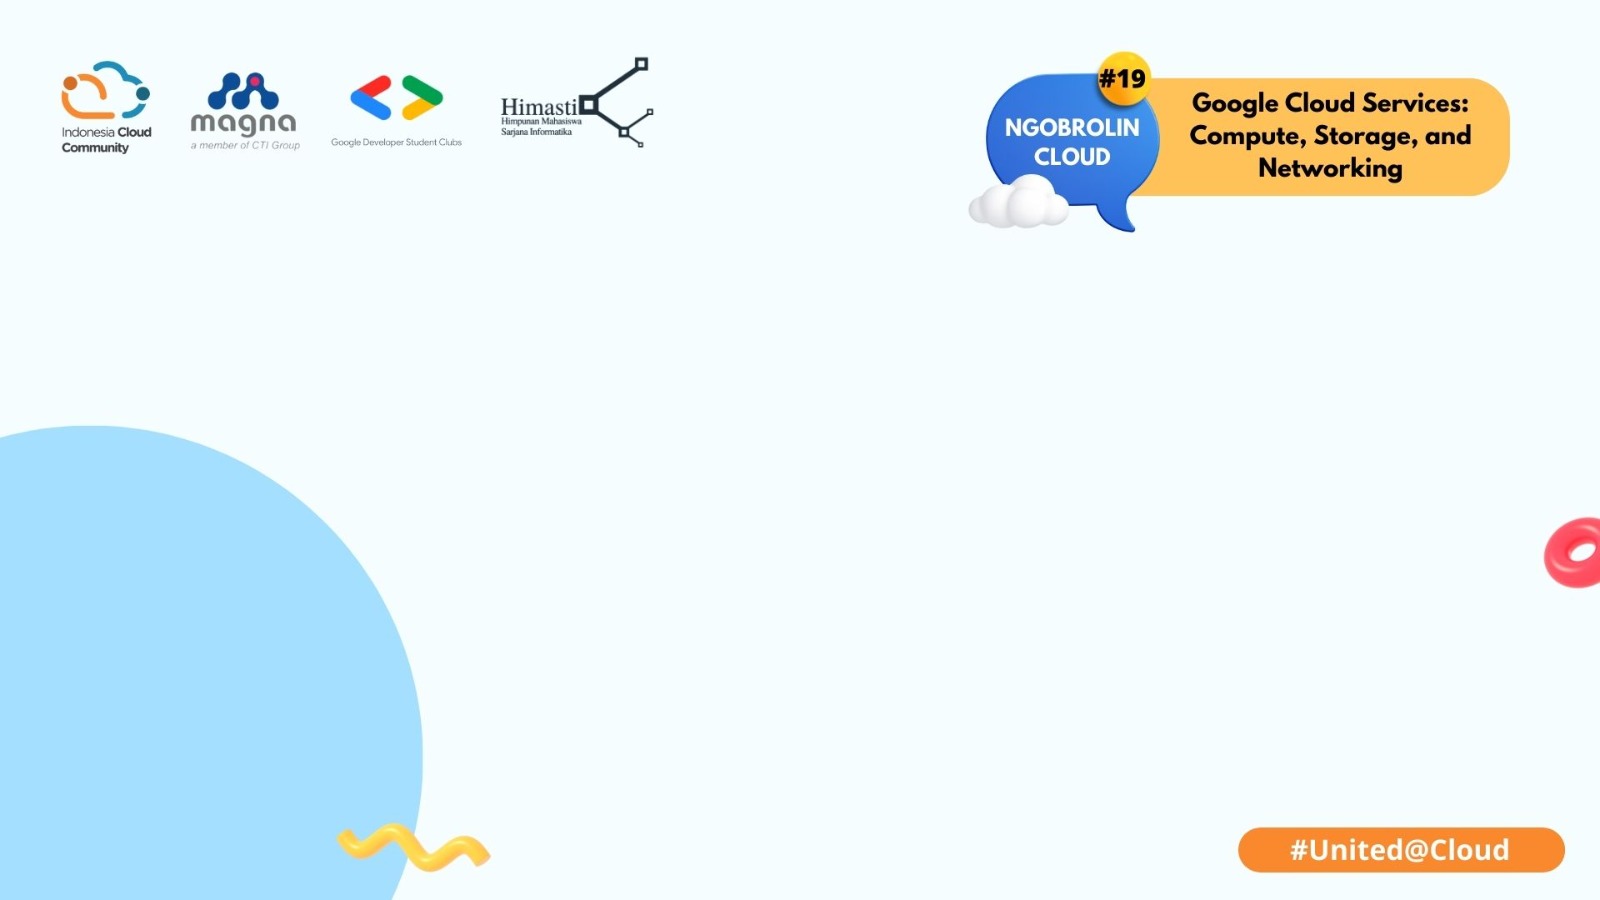 Indonesia Cloud
Community
magna
a member of CTI Group
Google Developer Student Clubs
Himasti
Himpunan Mahasiswa
Sarjana Informatika
#19
NGOBROLIN
CLOUD
Google Cloud Services:
Compute, Storage, and
Networking
#United@Cloud